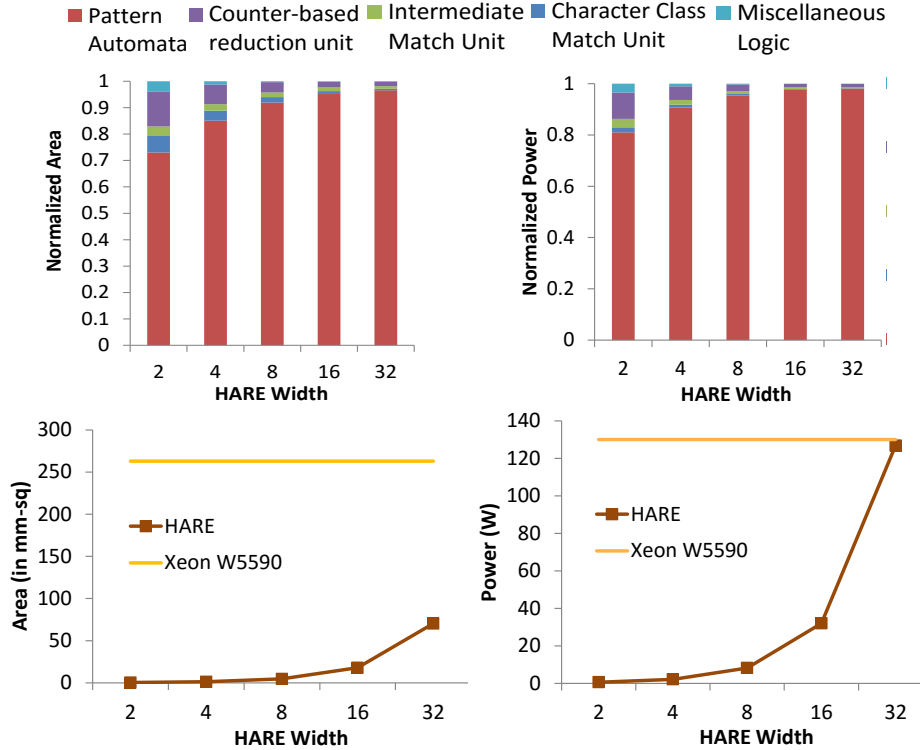 Pattern Automata
Counter-based reduction unit
Intermediate Match Unit
Character Class Match Unit
Miscellaneous Logic
Normalized Area
1
0.9
0.8
0.7
0.6
0.5
0.4
0.3
0.2
0.1
0
2 4 8 16 32
HARE Width
Normalized Power
1
0.8
0.6
0.4
0.2
0
2 4 8 16 32
HARE Width
Area (in mm-sq)
300
250
200
150
100
50
0
HARE
Xeon W5590
2 4 8 16 32
HARE Width
Power (W)
140
120
100
80
60
40
20
0
HARE
Xeon W5590
2 4 8 16 32
HARE Width